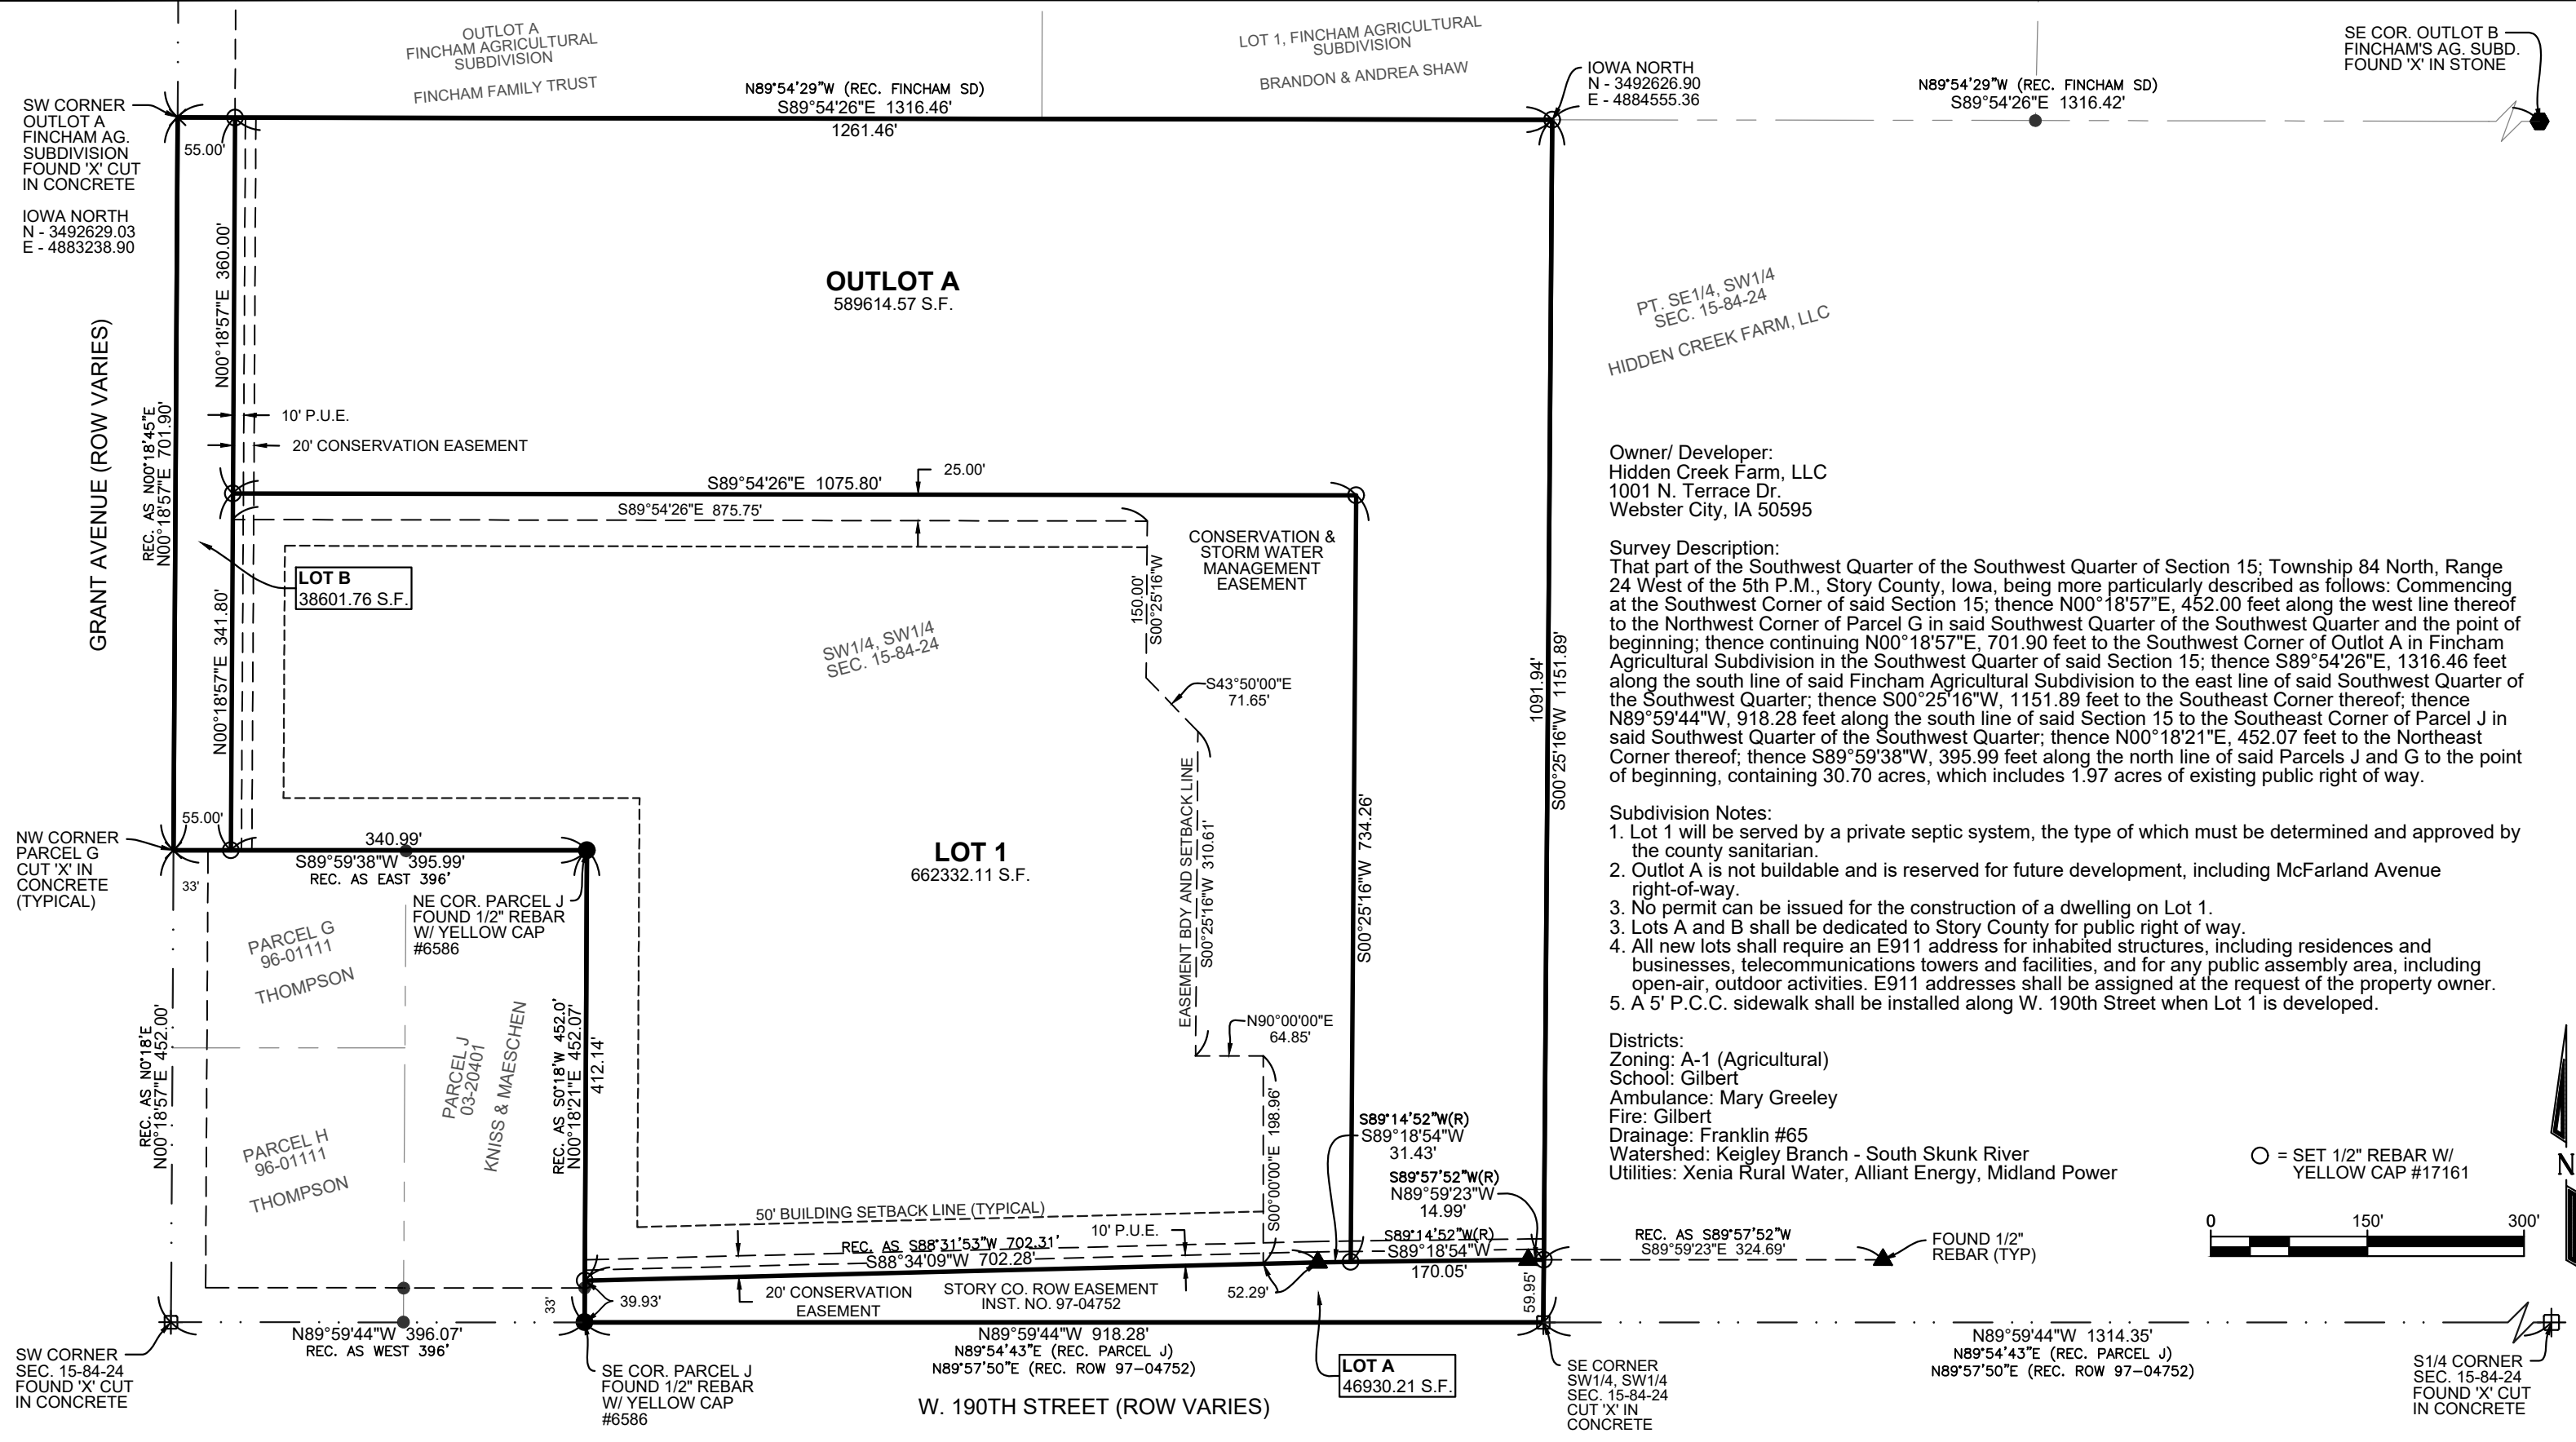 OUTLOT A
FINCHAM AGRICULTURAL
SUBDIVISION
FINCHAM FAMILY TRUST
LOT 1, FINCHAM AGRICULTURAL
SUBDIVISION
BRANDON & ANDREA SHAW
SE COR. OUTLOT B
FINCHAM'S AG. SUBD.
FOUND 'X' IN STONE
SW CORNER
OUTLOT A
FINCHAM AG.
SUBDIVISION
FOUND 'X' CUT
IN CONCRETE
IOWA NORTH
N - 3492629.03
E - 4883238.90
N89°54'29"W (REC. FINCHAM SD)
S89°54'26"E 1316.46'
1261.46'
IOWA NORTH
N - 3492626.90
E - 4884555.36
N89°54'29"W (REC. FINCHAM SD)
S89°54'26"E 1316.42'
55.00'
N00°18'57"E 360.00'
OUTLOT A
589614.57 S.F.
PT. SE1/4, SW1/4
SEC. 15-84-24
HIDDEN CREEK FARM, LLC
GRANT AVENUE (ROW VARIES)
REC. AS N00°18'45"E
N00°18'57"E 701.90'
10' P.U.E.
20' CONSERVATION EASEMENT
S89°54'26"E 1075.80'
25.00'
S89°54'26"E 875.75'
LOT B
38601.76 S.F.
N00°18'57"E 341.80'
CONSERVATION &
STORM WATER
MANAGEMENT
EASEMENT
150.00'
S00°25'16"W
SW1/4, SW1/4
SEC. 15-84-24
S43°50'00"E
71.65'
1091.94'
S00°25'16"W 1151.89'
EASEMENT BDY AND SETBACK LINE
S00°25'16"W 310.61'
S00°25'16"W 734.26'
Owner/ Developer:
Hidden Creek Farm, LLC
1001 N. Terrace Dr.
Webster City, IA 50595
Survey Description:
That part of the Southwest Quarter of the Southwest Quarter of Section 15; Township 84 North, Range
24 West of the 5th P.M., Story County, Iowa, being more particularly described as follows: Commencing
at the Southwest Corner of said Section 15; thence N00°18'57"E, 452.00 feet along the west line thereof
to the Northwest Corner of Parcel G in said Southwest Quarter of the Southwest Quarter and the point of
beginning; thence continuing N00°18'57"E, 701.90 feet to the Southwest Corner of Outlot A in Fincham
Agricultural Subdivision in the Southwest Quarter of said Section 15; thence S89°54'26"E, 1316.46 feet
along the south line of said Fincham Agricultural Subdivision to the east line of said Southwest Quarter of
the Southwest Quarter; thence S00°25'16"W, 1151.89 feet to the Southeast Corner thereof; thence
N89°59'44"W, 918.28 feet along the south line of said Section 15 to the Southeast Corner of Parcel J in
said Southwest Quarter of the Southwest Quarter; thence N00°18'21"E, 452.07 feet to the Northeast
Corner thereof; thence S89°59'38"W, 395.99 feet along the north line of said Parcels J and G to the point
of beginning, containing 30.70 acres, which includes 1.97 acres of existing public right of way.
Subdivision Notes:
1. Lot 1 will be served by a private septic system, the type of which must be determined and approved by
the county sanitarian.
2. Outlot A is not buildable and is reserved for future development, including McFarland Avenue
right-of-way.
3. No permit can be issued for the construction of a dwelling on Lot 1.
3. Lots A and B shall be dedicated to Story County for public right of way.
4. All new lots shall require an E911 address for inhabited structures, including residences and
businesses, telecommunications towers and facilities, and for any public assembly area, including
open-air, outdoor activities. E911 addresses shall be assigned at the request of the property owner.
5. A 5' P.C.C. sidewalk shall be installed along W. 190th Street when Lot 1 is developed.
Districts:
Zoning: A-1 (Agricultural)
School: Gilbert
Ambulance: Mary Greeley
Fire: Gilbert
Drainage: Franklin #65
Watershed: Keigley Branch - South Skunk River
Utilities: Xenia Rural Water, Alliant Energy, Midland Power
= SET 1/2" REBAR W/
YELLOW CAP #17161
N
0 150' 300'
NW CORNER
PARCEL G
CUT 'X' IN
CONCRETE
(TYPICAL)
55.00'
340.99'
S89°59'38"W 395.99'
REC. AS EAST 396'
33'
NE COR. PARCEL J
FOUND 1/2" REBAR
W/ YELLOW CAP
#6586
LOT 1
662332.11 S.F.
PARCEL G
96-01111
THOMPSON
PARCEL H
96-01111
THOMPSON
PARCEL J
03-20401
KNISS & MAESCHEN
REC. AS N0°18'E
N00°18'57"E 452.00'
REC. AS S0°18'W 452.0'
N00°18'21"E 452.07'
412.14'
N90°00'00"E
64.85'
S00°00'00"E 198.96'
S89°14'52"W(R)
S89°18'54"W
31.43'
S89°57'52"W(R)
N89°59'23"W
14.99'
S89°14'52"W(R)
S89°18'54"W
170.05'
50' BUILDING SETBACK LINE (TYPICAL)
10' P.U.E.
REC. AS S88°31'53"W 702.31'
S88°34'09"W 702.28'
REC. AS S89°57'52"W
S89°59'23"E 324.69'
FOUND 1/2"
REBAR (TYP)
33'
39.93'
20' CONSERVATION
EASEMENT
STORY CO. ROW EASEMENT
INST. NO. 97-04752
52.29'
59.95'
N89°59'44"W 396.07'
REC. AS WEST 396'
N89°59'44"W 918.28'
N89°54'43"E (REC. PARCEL J)
N89°57'50"E (REC. ROW 97-04752)
N89°59'44"W 1314.35'
N89°54'43"E (REC. PARCEL J)
N89°57'50"E (REC. ROW 97-04752)
SW CORNER
SEC. 15-84-24
FOUND 'X' CUT
IN CONCRETE
SE COR. PARCEL J
FOUND 1/2" REBAR
W/ YELLOW CAP
#6586
LOT A
46930.21 S.F.
SE CORNER
SW1/4, SW1/4
SEC. 15-84-24
CUT 'X' IN
CONCRETE
S1/4 CORNER
SEC. 15-84-24
FOUND 'X' CUT
IN CONCRETE
W. 190TH STREET (ROW VARIES)